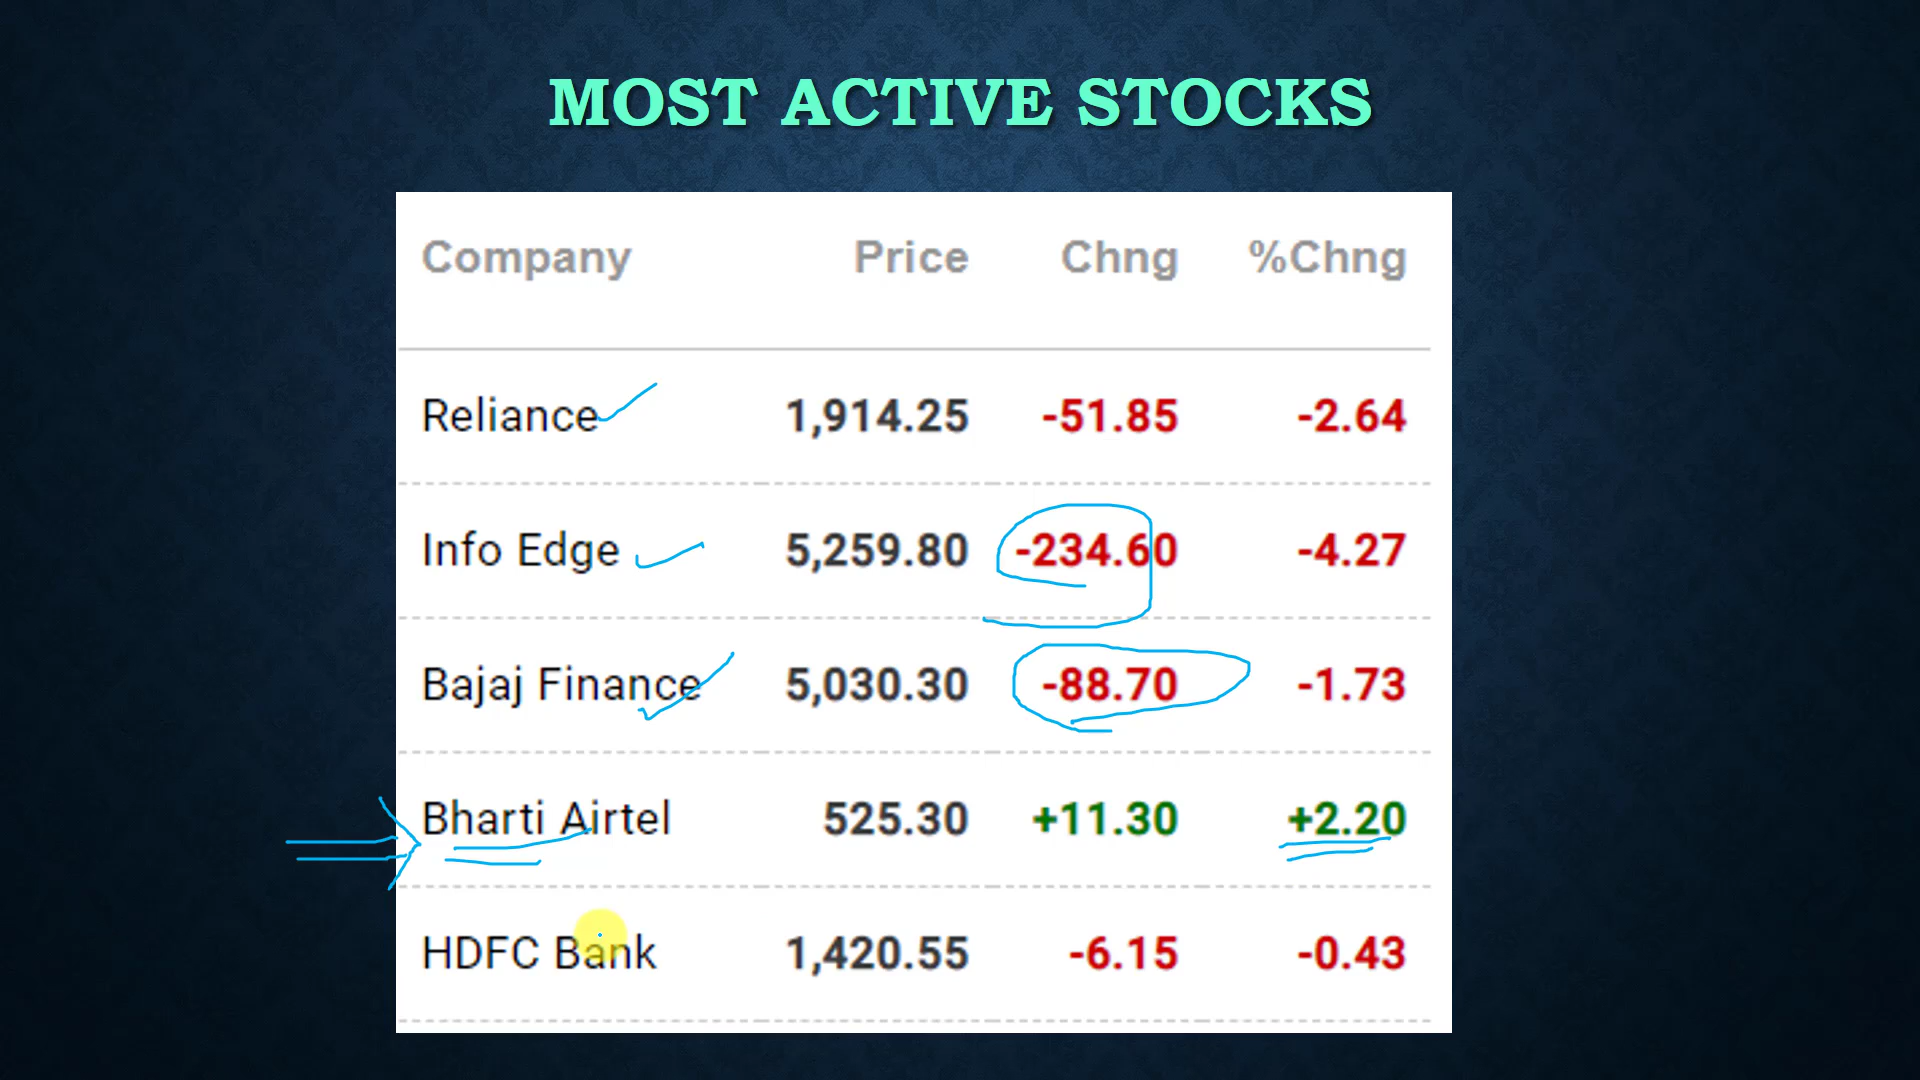 MOST ACTIVE STOCKS
Company Price Chng %Chng
Reliance 1,914.25 -51.85 -2.64
Info Edge 5,259.80 -234.60 -4.27
Bajaj Finance 5,030.30 -88.70 -1.73
Bharti Airtel 525.30 +11.30 +2.20
HDFC Bank 1,420.55 -6.15 -0.43